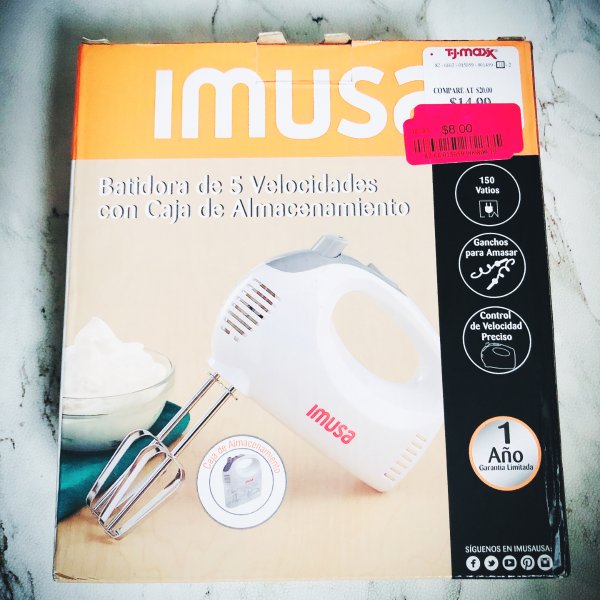 IMUSA
T·J·maxx
COMPARE AT $20.00
$14.99
$8.00
Batidora de 5 Velocidades
con Caja de Almacenamiento
150
Vatios
Ganchos
para Amasar
Control
de Velocidad
Preciso
IMUSA
Caja de Almacenamiento
1
Año
Garantía Limitada
SÍGUENOS EN IMUSAUSA: